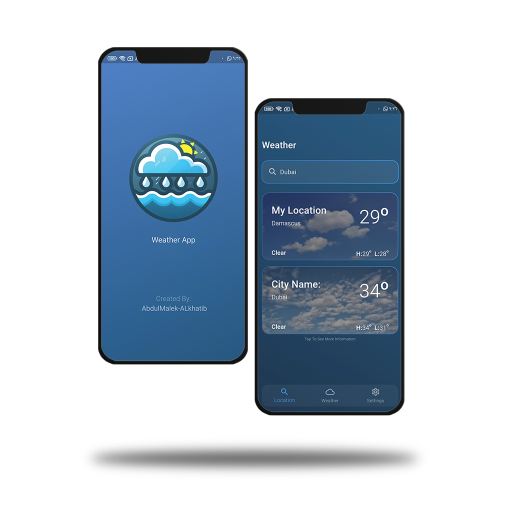 Weather App
Created By:
AbdulMalek-ALkhatib
Weather
Dubai
My Location
Damascus
29°
Clear
H:29° L:28°
City Name:
Dubai
34°
Clear
H:34° L:31°
Tap To See More Information
Location
Weather
Settings